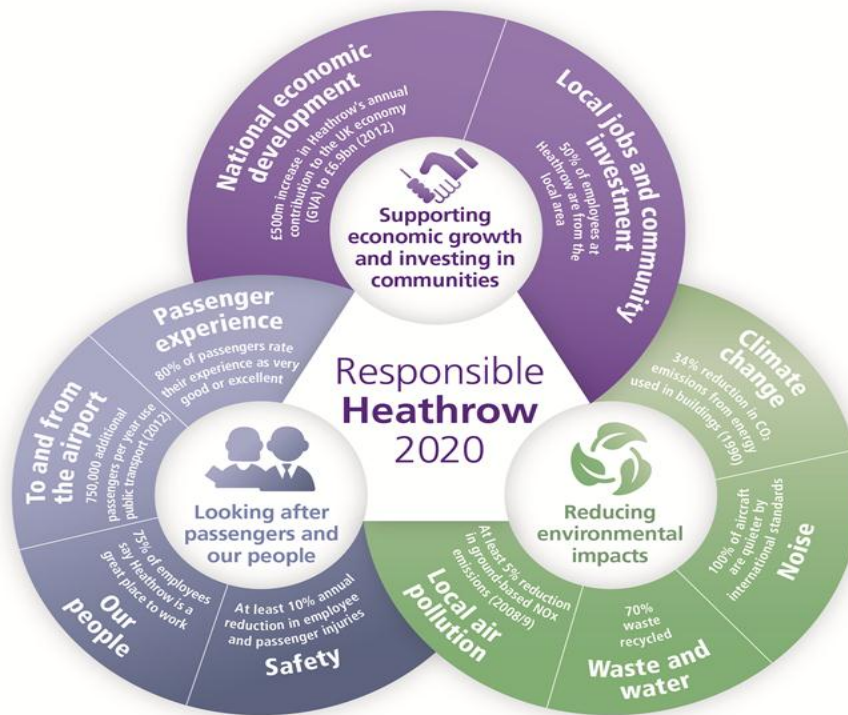 National economic
development
£500m increase in Heathrow's annual
contribution to the UK economy
(GVA) to £6.9bn (2012)
Local jobs and community
investment
50% of employees at
Heathrow are from the
local area
Supporting
economic growth
and investing in
communities
Passenger
experience
80% of passengers rate
their experience as very
good or excellent
To and from
the airport
750,000 additional
passengers per year use
public transport (2012)
Looking after
passengers and
our people
75% of employees
say Heathrow is a
great place to work
Our
people
At least 10% annual
reduction in employee
and passenger injuries
Safety
Responsible
Heathrow
2020
Climate
change
34% reduction in CO₂
emissions from energy
used in buildings (1990)
Reducing
environmental
impacts
100% of aircraft
are quieter by
international standards
Noise
At least 5% reduction
in ground-based NOx
emissions (2008/9)
Local air
pollution
70%
waste
recycled
Waste and
water